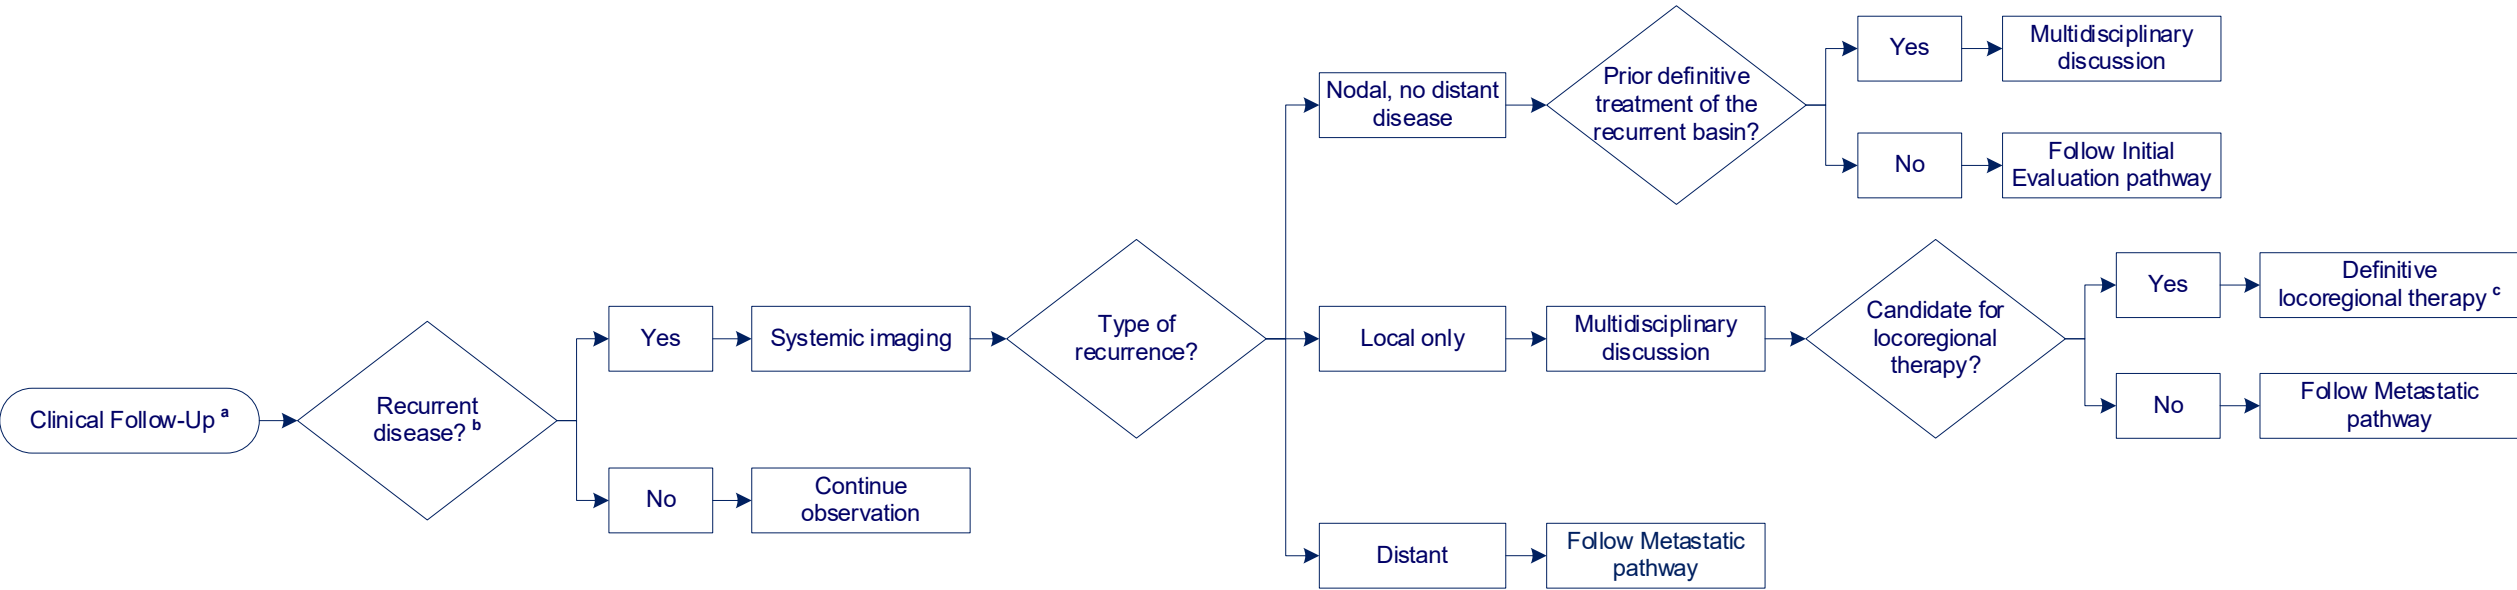 Clinical Follow-Up a
Recurrent
disease? b
Yes
Systemic imaging
No
Continue
observation
Type of
recurrence?
Nodal, no distant
disease
Prior definitive
treatment of the
recurrent basin?
Yes
Multidisciplinary
discussion
No
Follow Initial
Evaluation pathway
Local only
Multidisciplinary
discussion
Candidate for
locoregional
therapy?
Yes
Definitive
locoregional therapy c
No
Follow Metastatic
pathway
Distant
Follow Metastatic
pathway